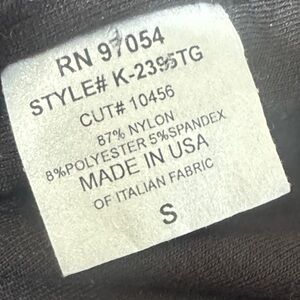 RN 97054
STYLE# K-2395TG
CUT# 10456
87% NYLON
8%POLYESTER 5%SPANDEX
MADE IN USA
OF ITALIAN FABRIC
S